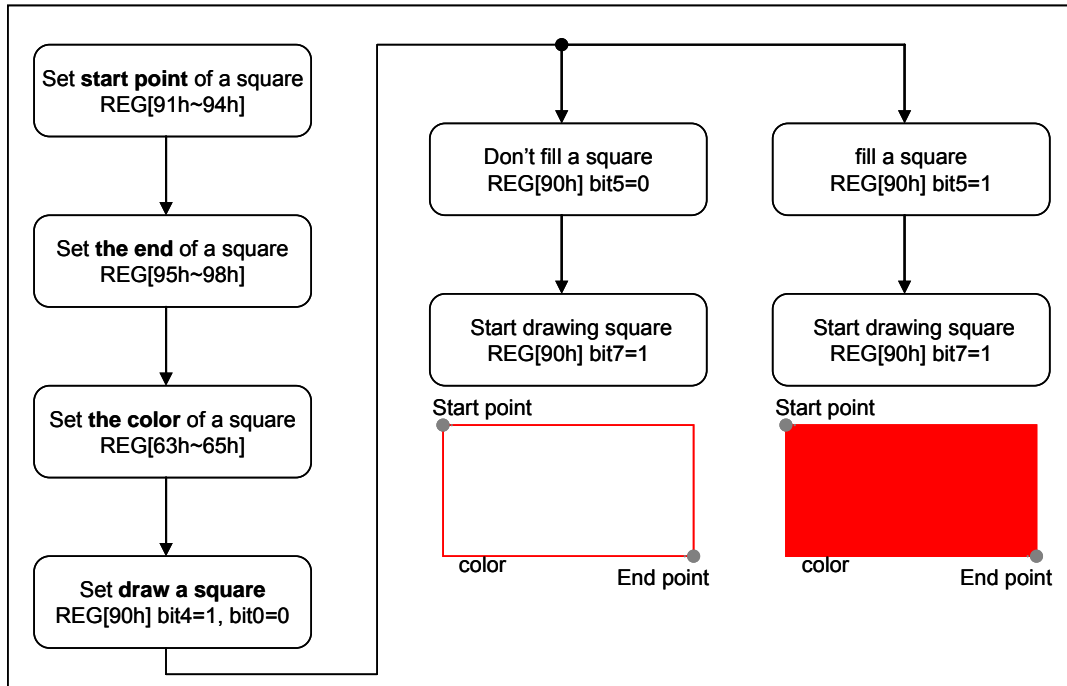 Set start point of a square
REG[91h~94h]
Set the end of a square
REG[95h~98h]
Set the color of a square
REG[63h~65h]
Set draw a square
REG[90h] bit4=1, bit0=0
Don't fill a square
REG[90h] bit5=0
Start drawing square
REG[90h] bit7=1
Start point
color
End point
fill a square
REG[90h] bit5=1
Start drawing square
REG[90h] bit7=1
Start point
color
End point